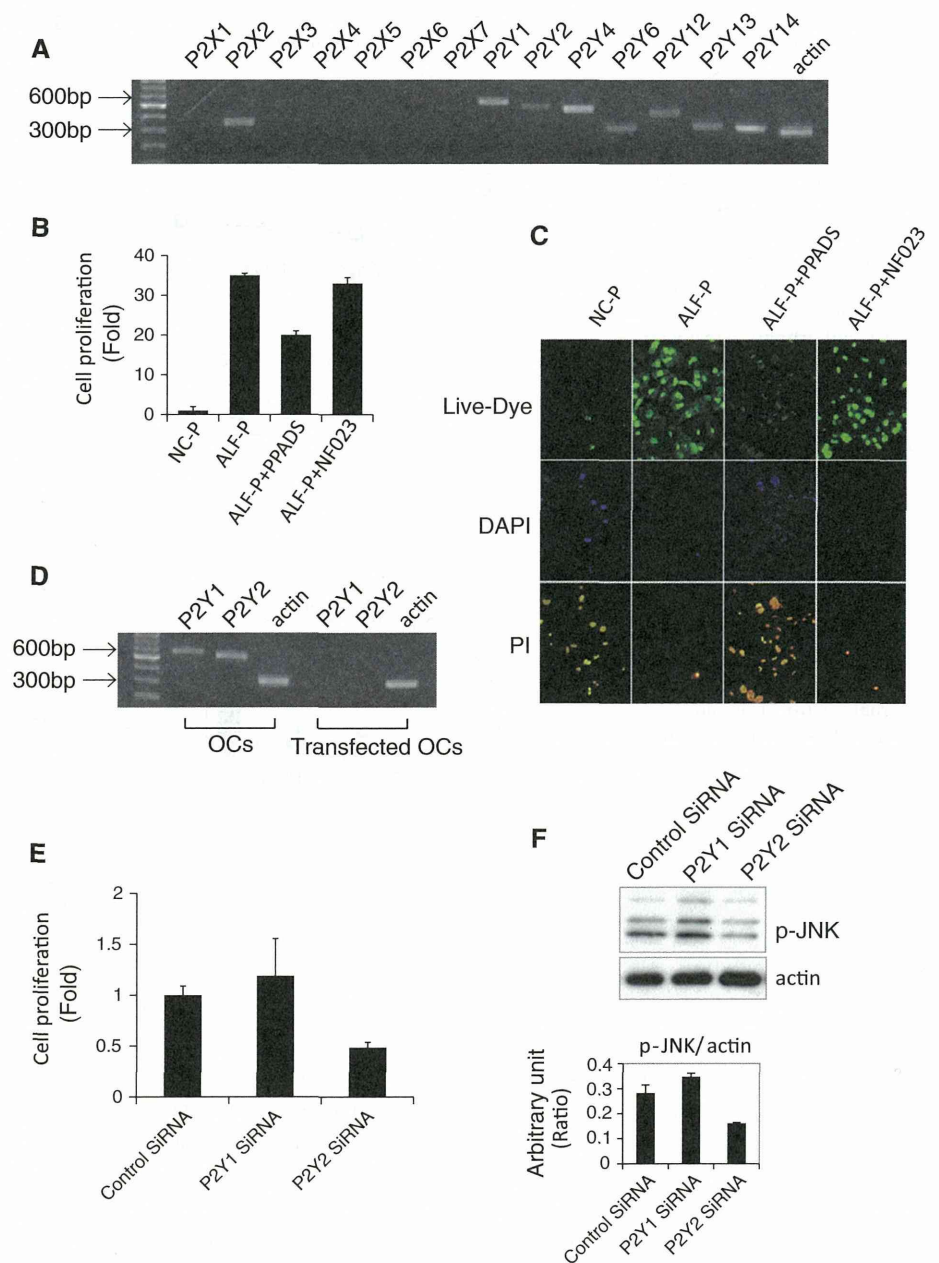 A
P2X1 P2X2 P2X3 P2X4 P2X5 P2X6 P2X7 P2Y1 P2Y2 P2Y4 P2Y6 P2Y12 P2Y13 P2Y14 actin
600bp
300bp
B
Cell proliferation
(Fold)
40
30
20
10
0
NC-P ALF-P ALF-P+PPADS ALF-P+NF023
C
NC-P ALF-P ALF-P+PPADS ALF-P+NF023
Live-Dye
DAPI
PI
D
P2Y1 P2Y2 actin P2Y1 P2Y2 actin
600bp
300bp
OCs Transfected OCs
E
Cell proliferation
(Fold)
2
1.5
1
0.5
0
Control SiRNA P2Y1 SiRNA P2Y2 SiRNA
F
Control SiRNA P2Y1 SiRNA P2Y2 SiRNA
p-JNK
actin
p-JNK/actin
Arbitrary unit
(Ratio)
0.4
0.3
0.2
0.1
0
Control SiRNA P2Y1 SiRNA P2Y2 SiRNA